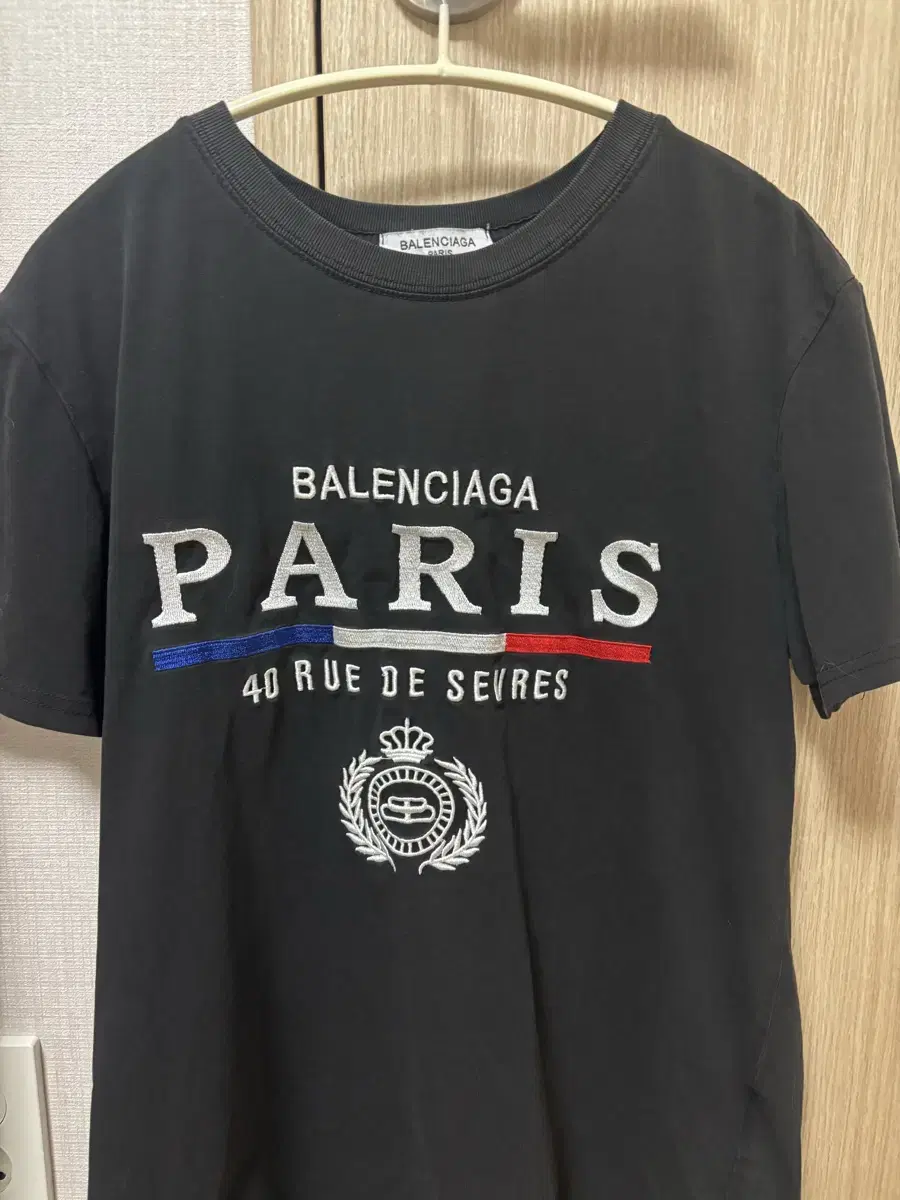 BALENCIAGA
PARIS
BALENCIAGA
PARIS
40 RUE DE SEVRES